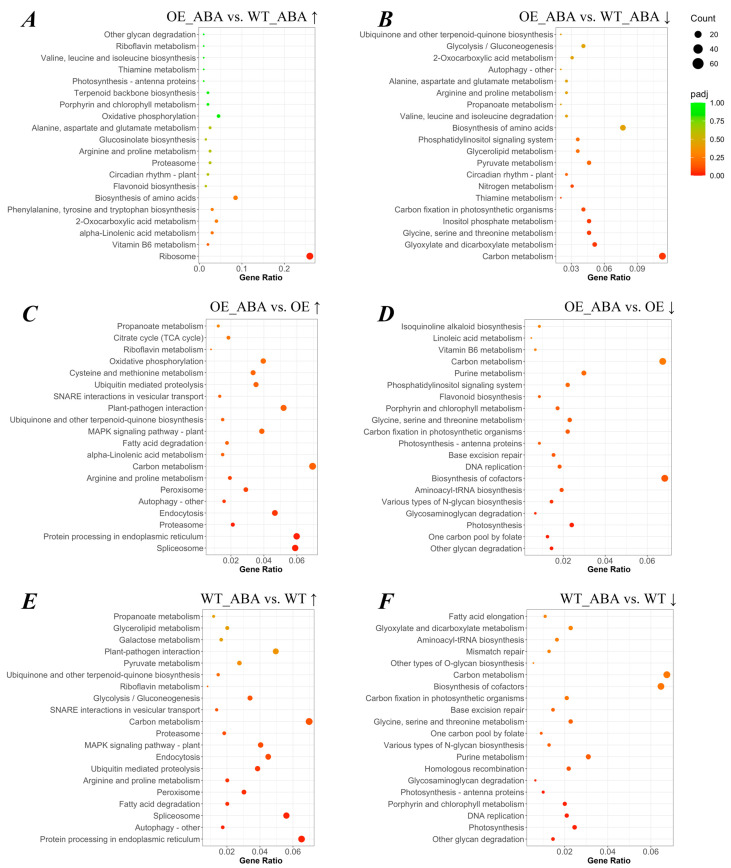 A
OE_ABA vs. WT_ABA ↑
Other glycan degradation
Riboflavin metabolism
Valine, leucine and isoleucine biosynthesis
Thiamine metabolism
Photosynthesis - antenna proteins
Terpenoid backbone biosynthesis
Porphyrin and chlorophyll metabolism
Oxidative phosphorylation
Alanine, aspartate and glutamate metabolism
Glucosinolate biosynthesis
Arginine and proline metabolism
Proteasome
Circadian rhythm - plant
Flavonoid biosynthesis
Biosynthesis of amino acids
Phenylalanine, tyrosine and tryptophan biosynthesis
2-Oxocarboxylic acid metabolism
alpha-Linolenic acid metabolism
Vitamin B6 metabolism
Ribosome
0.0 0.1 0.2
Gene Ratio
B
OE_ABA vs. WT_ABA ↓
Ubiquinone and other terpenoid-quinone biosynthesis
Glycolysis / Gluconeogenesis
2-Oxocarboxylic acid metabolism
Autophagy - other
Alanine, aspartate and glutamate metabolism
Arginine and proline metabolism
Propanoate metabolism
Valine, leucine and isoleucine degradation
Biosynthesis of amino acids
Phosphatidylinositol signaling system
Glycerolipid metabolism
Pyruvate metabolism
Circadian rhythm - plant
Nitrogen metabolism
Thiamine metabolism
Carbon fixation in photosynthetic organisms
Inositol phosphate metabolism
Glycine, serine and threonine metabolism
Glyoxylate and dicarboxylate metabolism
Carbon metabolism
0.03 0.06 0.09
Gene Ratio
Count
20
40
60
padj
1.00
0.75
0.50
0.25
0.00
C
OE_ABA vs. OE ↑
Propanoate metabolism
Citrate cycle (TCA cycle)
Riboflavin metabolism
Oxidative phosphorylation
Cysteine and methionine metabolism
Ubiquitin mediated proteolysis
SNARE interactions in vesicular transport
Plant-pathogen interaction
Ubiquinone and other terpenoid-quinone biosynthesis
MAPK signaling pathway - plant
Fatty acid degradation
alpha-Linolenic acid metabolism
Carbon metabolism
Arginine and proline metabolism
Peroxisome
Autophagy - other
Endocytosis
Proteasome
Protein processing in endoplasmic reticulum
Spliceosome
0.02 0.04 0.06
Gene Ratio
D
OE_ABA vs. OE ↓
Isoquinoline alkaloid biosynthesis
Linoleic acid metabolism
Vitamin B6 metabolism
Carbon metabolism
Purine metabolism
Phosphatidylinositol signaling system
Flavonoid biosynthesis
Porphyrin and chlorophyll metabolism
Glycine, serine and threonine metabolism
Carbon fixation in photosynthetic organisms
Photosynthesis - antenna proteins
Base excision repair
DNA replication
Biosynthesis of cofactors
Aminoacyl-tRNA biosynthesis
Various types of N-glycan biosynthesis
Glycosaminoglycan degradation
Photosynthesis
One carbon pool by folate
Other glycan degradation
0.02 0.04 0.06
Gene Ratio
E
WT_ABA vs. WT ↑
Propanoate metabolism
Glycerolipid metabolism
Galactose metabolism
Plant-pathogen interaction
Pyruvate metabolism
Ubiquinone and other terpenoid-quinone biosynthesis
Riboflavin metabolism
Glycolysis / Gluconeogenesis
SNARE interactions in vesicular transport
Carbon metabolism
Proteasome
MAPK signaling pathway - plant
Endocytosis
Ubiquitin mediated proteolysis
Arginine and proline metabolism
Peroxisome
Fatty acid degradation
Spliceosome
Autophagy - other
Protein processing in endoplasmic reticulum
0.02 0.04 0.06
Gene Ratio
F
WT_ABA vs. WT ↓
Fatty acid elongation
Glyoxylate and dicarboxylate metabolism
Aminoacyl-tRNA biosynthesis
Mismatch repair
Other types of O-glycan biosynthesis
Carbon metabolism
Biosynthesis of cofactors
Carbon fixation in photosynthetic organisms
Base excision repair
Glycine, serine and threonine metabolism
One carbon pool by folate
Various types of N-glycan biosynthesis
Purine metabolism
Homologous recombination
Glycosaminoglycan degradation
Photosynthesis - antenna proteins
Porphyrin and chlorophyll metabolism
DNA replication
Photosynthesis
Other glycan degradation
0.02 0.04 0.06
Gene Ratio